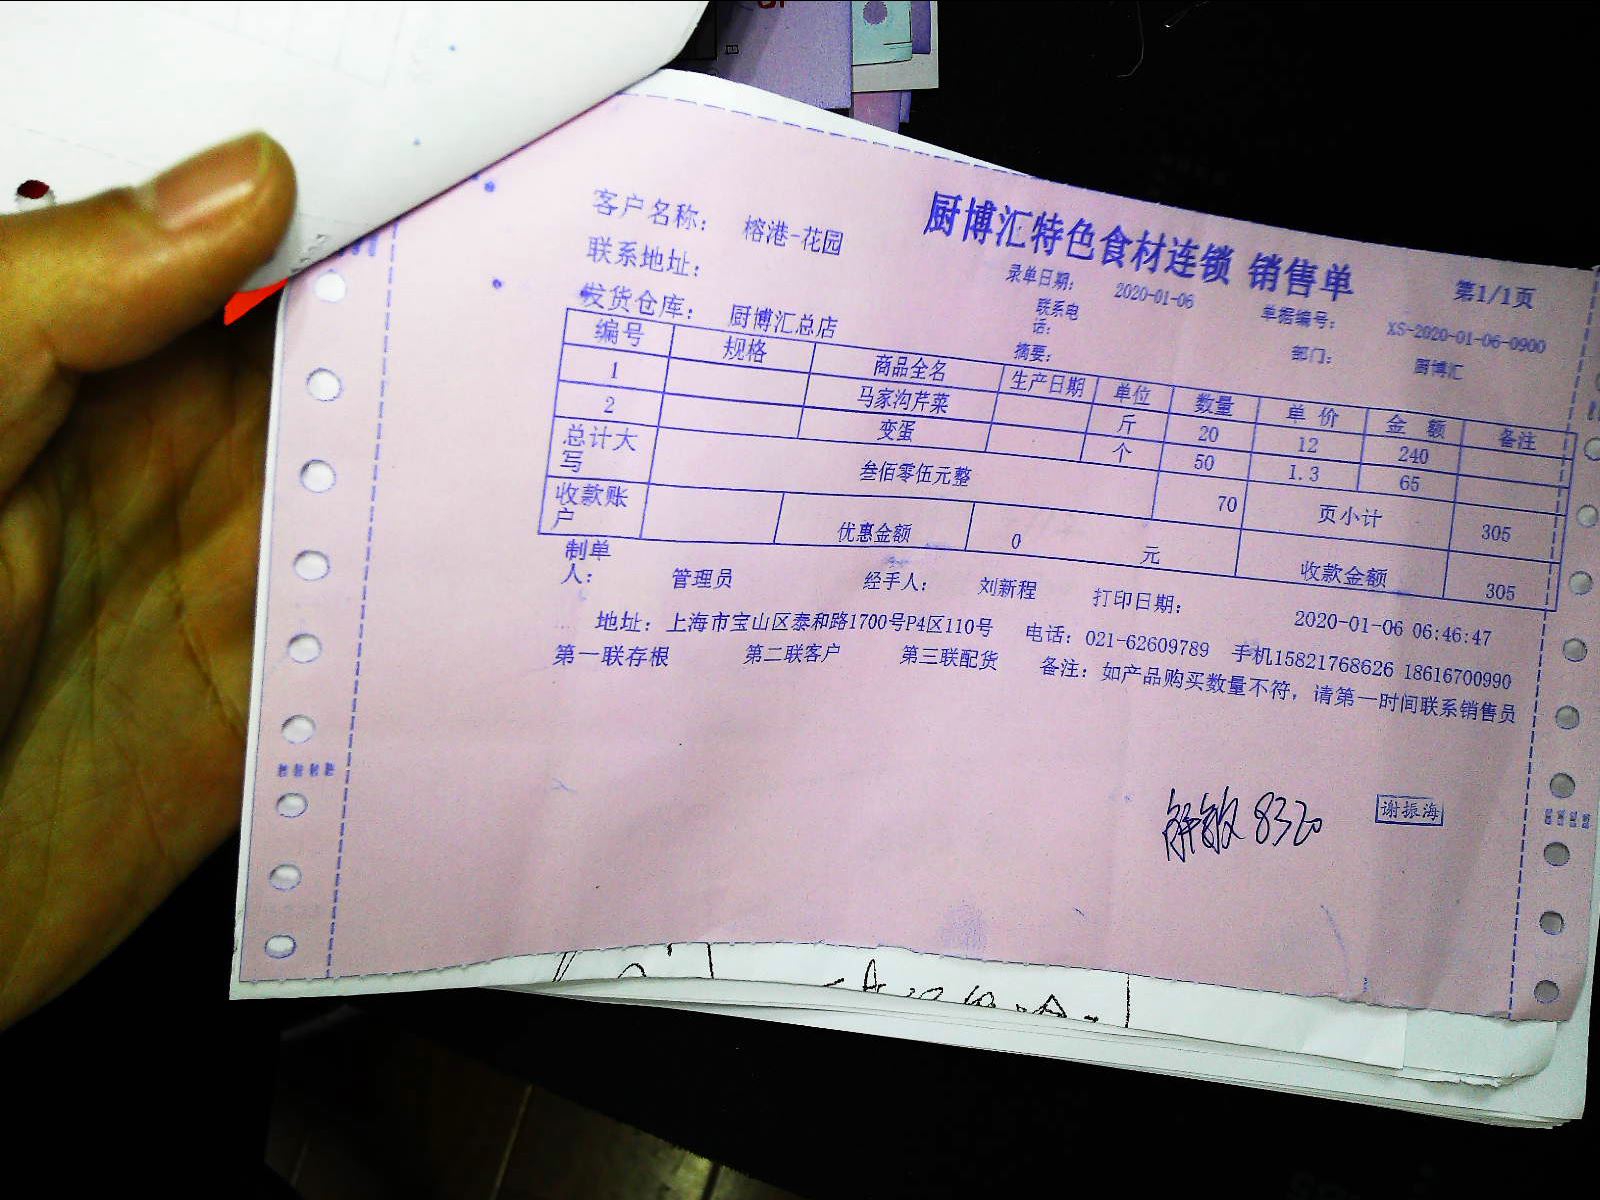 厨博汇特色食材连锁 销售单
第1/1页
客户名称： 榕港-花园
录单日期： 2020-01-06
单据编号： XS-2020-01-06-0900
联系地址：
联系电话：
部门： 厨博汇
发货仓库： 厨博汇总店
摘要：
编号 规格 商品全名 生产日期 单位 数量 单价 金额 备注
1 马家沟芹菜 斤 20 12 240
2 变蛋 个 50 1.3 65
总计大写 叁佰零伍元整 70 页小计 305
收款账户 优惠金额 0 元 收款金额 305
制单人： 管理员 经手人： 刘新程 打印日期： 2020-01-06 06:46:47
地址：上海市宝山区泰和路1700号P4区110号 电话：021-62609789 手机15821768626 18616700990
第一联存根 第二联客户 第三联配货 备注：如产品购买数量不符，请第一时间联系销售员
谢振海